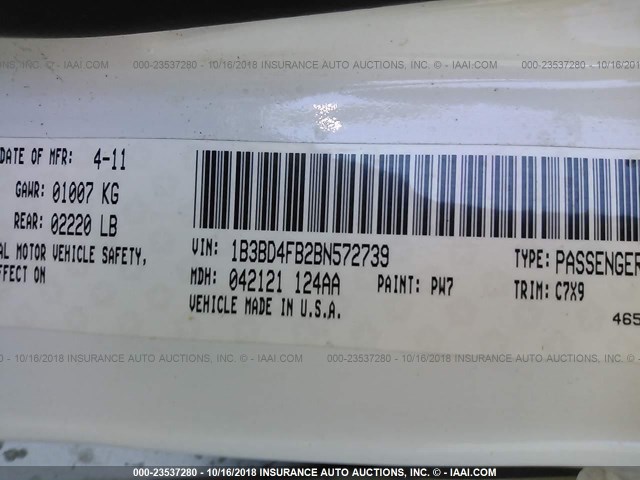 000-23537280 - 10/16/2018 INSURANCE AUTO AUCTIONS, INC. - IAAI.COM
DATE OF MFR: 4-11
GAWR: 01007 KG
REAR: 02220 LB
MOTOR VEHICLE SAFETY,
ON
VIN: 1B3BD4FB2BN572739
TYPE: PASSENGER
MDH: 042121 124AA PAINT: PW7 TRIM: C7X9
VEHICLE MADE IN U.S.A.
465
000-23537280 - 10/16/2018 INSURANCE AUTO AUCTIONS, INC. - IAAI.COM
000-23537280 - 10/16/2018 INSURANCE AUTO AUCTIONS, INC. - IAAI.COM